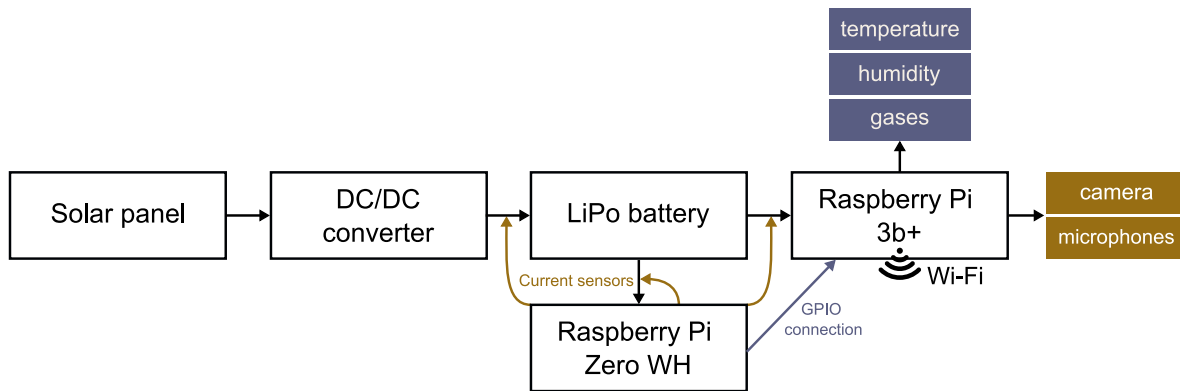 temperature
humidity
gases
Solar panel
DC/DC
converter
LiPo battery
Raspberry Pi
3b+
camera
microphones
Wi-Fi
Current sensors
Raspberry Pi
Zero WH
GPIO
connection